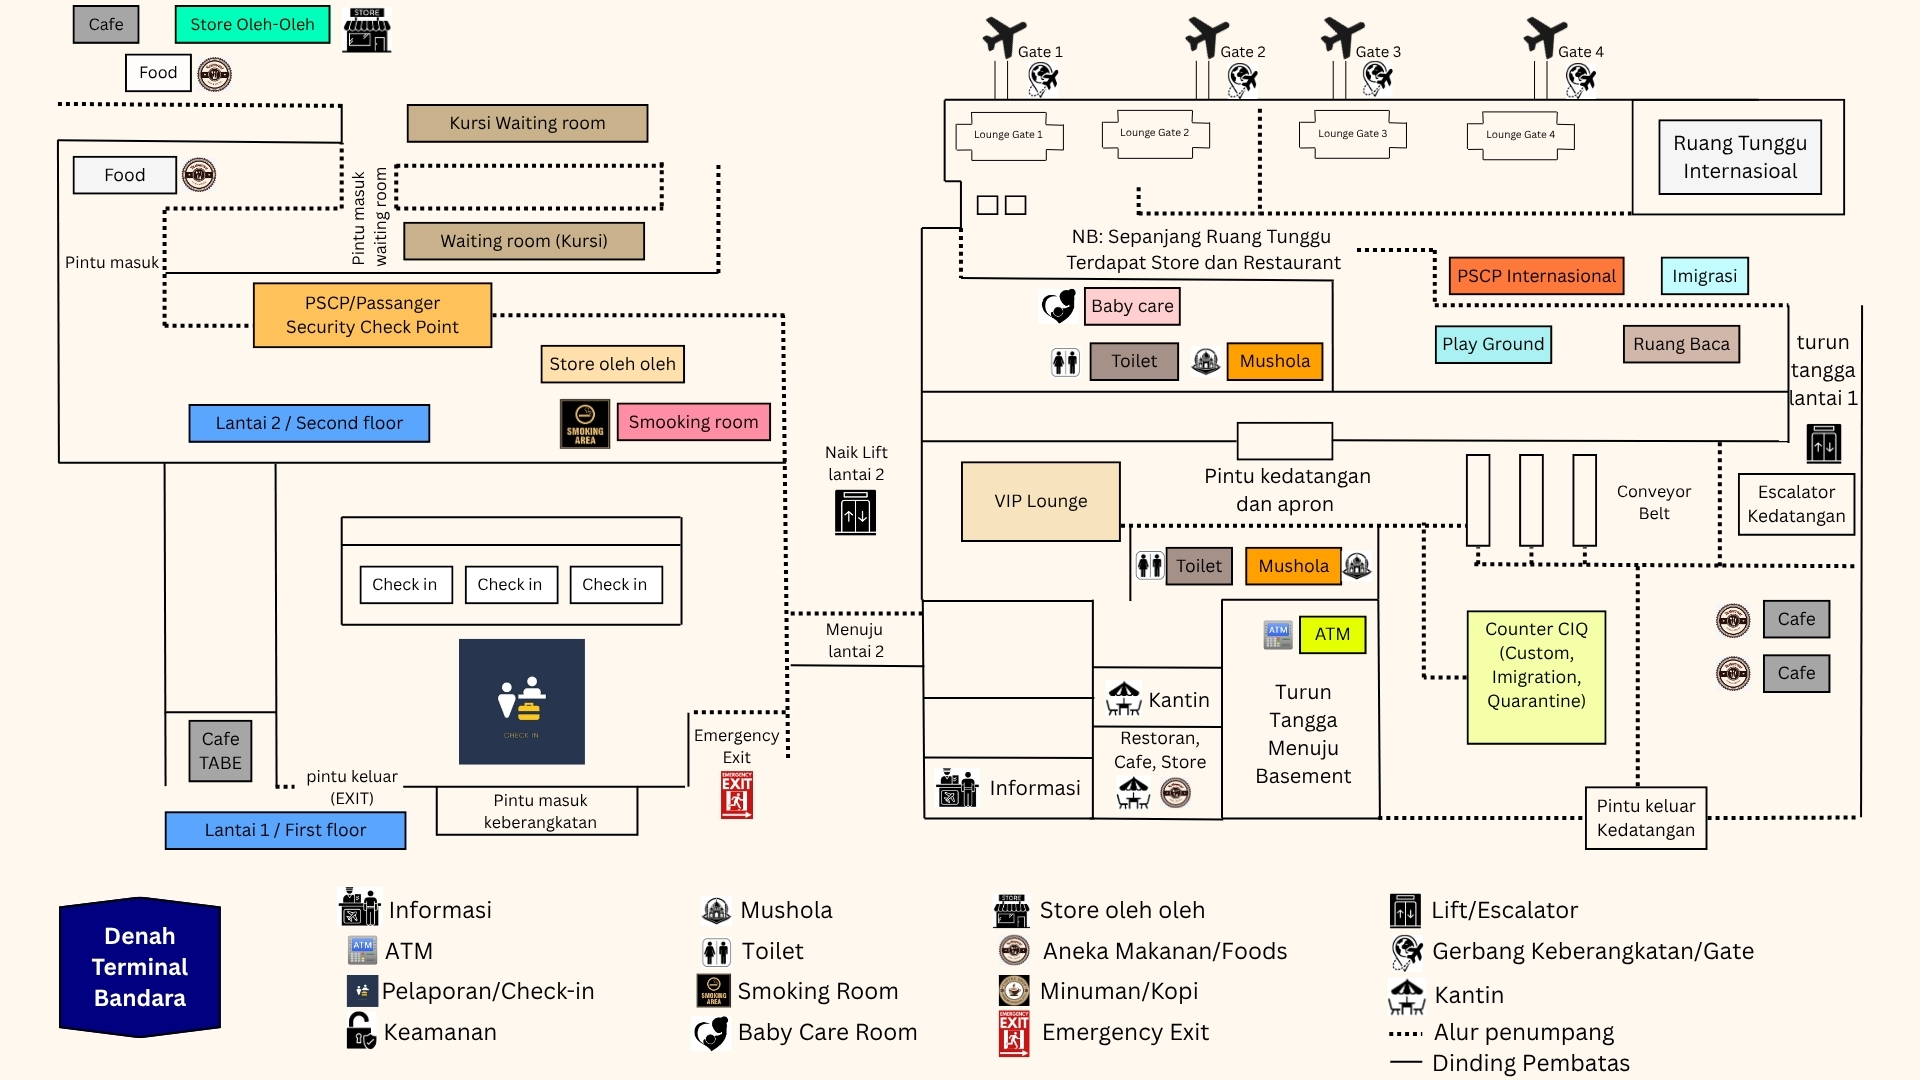 Cafe
Store Oleh-Oleh
STORE
Food
Kursi Waiting room
Food
Pintu masuk
waiting room
Waiting room (Kursi)
Pintu masuk
PSCP/Passanger
Security Check Point
Store oleh oleh
Lantai 2 / Second floor
SMOKING
AREA
Smooking room
Naik Lift
lantai 2
Check in
Check in
Check in
CHECK IN
Menuju
lantai 2
Cafe
TABE
pintu keluar
(EXIT)
Pintu masuk
keberangkatan
Emergency
Exit
EMERGENCY
EXIT
Lantai 1 / First floor
Gate 1
Gate 2
Gate 3
Gate 4
Lounge Gate 1
Lounge Gate 2
Lounge Gate 3
Lounge Gate 4
Ruang Tunggu
Internasioal
NB: Sepanjang Ruang Tunggu
Terdapat Store dan Restaurant
PSCP Internasional
Imigrasi
Baby care
Toilet
Mushola
Play Ground
Ruang Baca
turun
tangga
lantai 1
VIP Lounge
Pintu kedatangan
dan apron
Conveyor
Belt
Escalator
Kedatangan
Toilet
Mushola
ATM
ATM
Counter CIQ
(Custom,
Imigration,
Quarantine)
Cafe
Cafe
Kantin
Turun
Tangga
Menuju
Basement
Restoran,
Cafe, Store
Informasi
Pintu keluar
Kedatangan
Denah
Terminal
Bandara
Informasi
ATM
ATM
Pelaporan/Check-in
Keamanan
Mushola
Toilet
SMOKING
AREA
Smoking Room
Baby Care Room
STORE
Store oleh oleh
Aneka Makanan/Foods
Minuman/Kopi
EMERGENCY
EXIT
Emergency Exit
Lift/Escalator
Gerbang Keberangkatan/Gate
Kantin
Alur penumpang
Dinding Pembatas